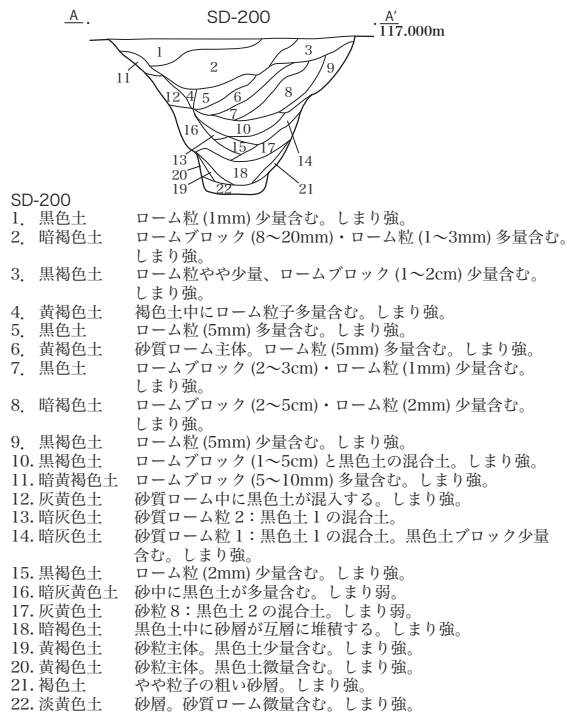 A . SD-200 . A′
117.000m
1
2
3
9
11
12
4
5
6
8
7
16
10
13
15
17
14
20
18
19
22
21
SD-200
1. 黒色土 ローム粒 (1mm) 少量含む。しまり強。
2. 暗褐色土 ロームブロック (8〜20mm)・ローム粒 (1〜3mm) 多量含む。
しまり強。
3. 黒褐色土 ローム粒やや少量、ロームブロック (1〜2cm) 少量含む。
しまり強。
4. 黄褐色土 褐色土中にローム粒子多量含む。しまり強。
5. 黒色土 ローム粒 (5mm) 多量含む。しまり強。
6. 黄褐色土 砂質ローム主体。ローム粒 (5mm) 多量含む。しまり強。
7. 黒色土 ロームブロック (2〜3cm)・ローム粒 (1mm) 少量含む。
しまり強。
8. 暗褐色土 ロームブロック (2〜5cm)・ローム粒 (2mm) 少量含む。
しまり強。
9. 黒褐色土 ローム粒 (5mm) 少量含む。しまり強。
10. 黒褐色土 ロームブロック (1〜5cm) と黒色土の混合土。しまり強。
11. 暗黄褐色土 ロームブロック (5〜10mm) 多量含む。しまり強。
12. 灰黄色土 砂質ローム中に黒色土が混入する。しまり強。
13. 暗灰色土 砂質ローム粒 2：黒色土 1 の混合土。
14. 暗灰色土 砂質ローム粒 1：黒色土 1 の混合土。黒色土ブロック少量
含む。しまり強。
15. 黒褐色土 ローム粒 (2mm) 少量含む。しまり強。
16. 暗灰黄色土 砂中に黒色土が多量含む。しまり弱。
17. 灰黄色土 砂粒 8：黒色土 2 の混合土。しまり弱。
18. 暗褐色土 黒色土中に砂層が互層に堆積する。しまり強。
19. 黄褐色土 砂粒主体。黒色土少量含む。しまり強。
20. 黄褐色土 砂粒主体。黒色土微量含む。しまり強。
21. 褐色土 やや粒子の粗い砂層。しまり強。
22. 淡黄色土 砂層。砂質ローム微量含む。しまり強。